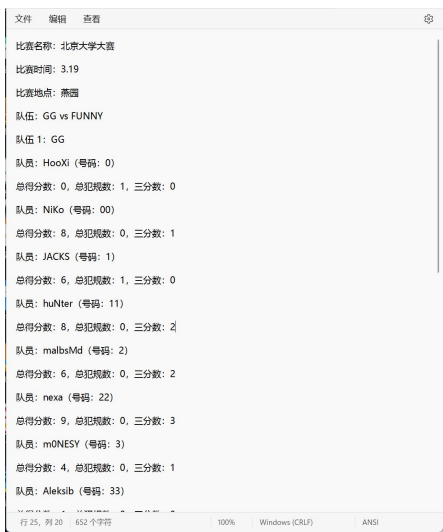 文件 编辑 查看
比赛名称：北京大学大赛
比赛时间：3.19
比赛地点：燕园
队伍：GG vs FUNNY
队伍 1：GG
队员：HooXi（号码：0）
总得分数：0，总犯规数：1，三分数：0
队员：NiKo（号码：00）
总得分数：8，总犯规数：0，三分数：1
队员：JACKS（号码：1）
总得分数：6，总犯规数：1，三分数：0
队员：huNter（号码：11）
总得分数：8，总犯规数：0，三分数：2
队员：malbsMd（号码：2）
总得分数：6，总犯规数：0，三分数：2
队员：nexa（号码：22）
总得分数：9，总犯规数：0，三分数：3
队员：m0NESY（号码：3）
总得分数：4，总犯规数：0，三分数：1
队员：Aleksib（号码：33）
行 25，列 20 652 个字符 100% Windows (CRLF) ANSI